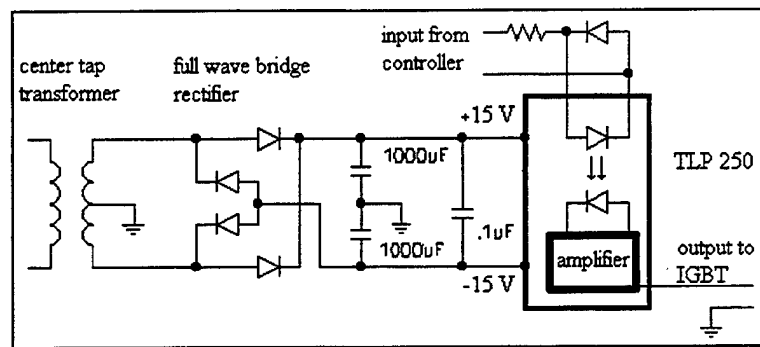 input from
controller
center tap
transformer
full wave bridge
rectifier
+15 V
1000uF
TLP 250
.1uF
1000uF
amplifier
output to
IGBT
-15 V